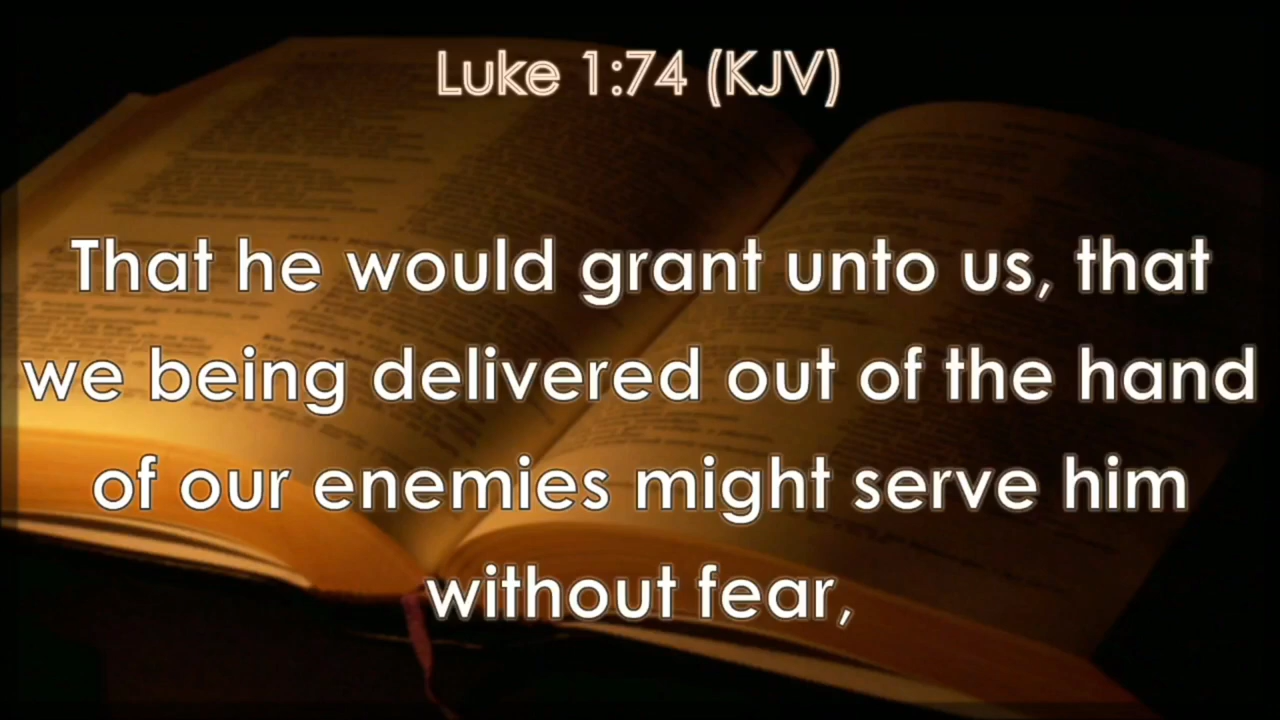 Luke 1:74 (KJV)
That he would grant unto us, that
we being delivered out of the hand
of our enemies might serve him
without fear,